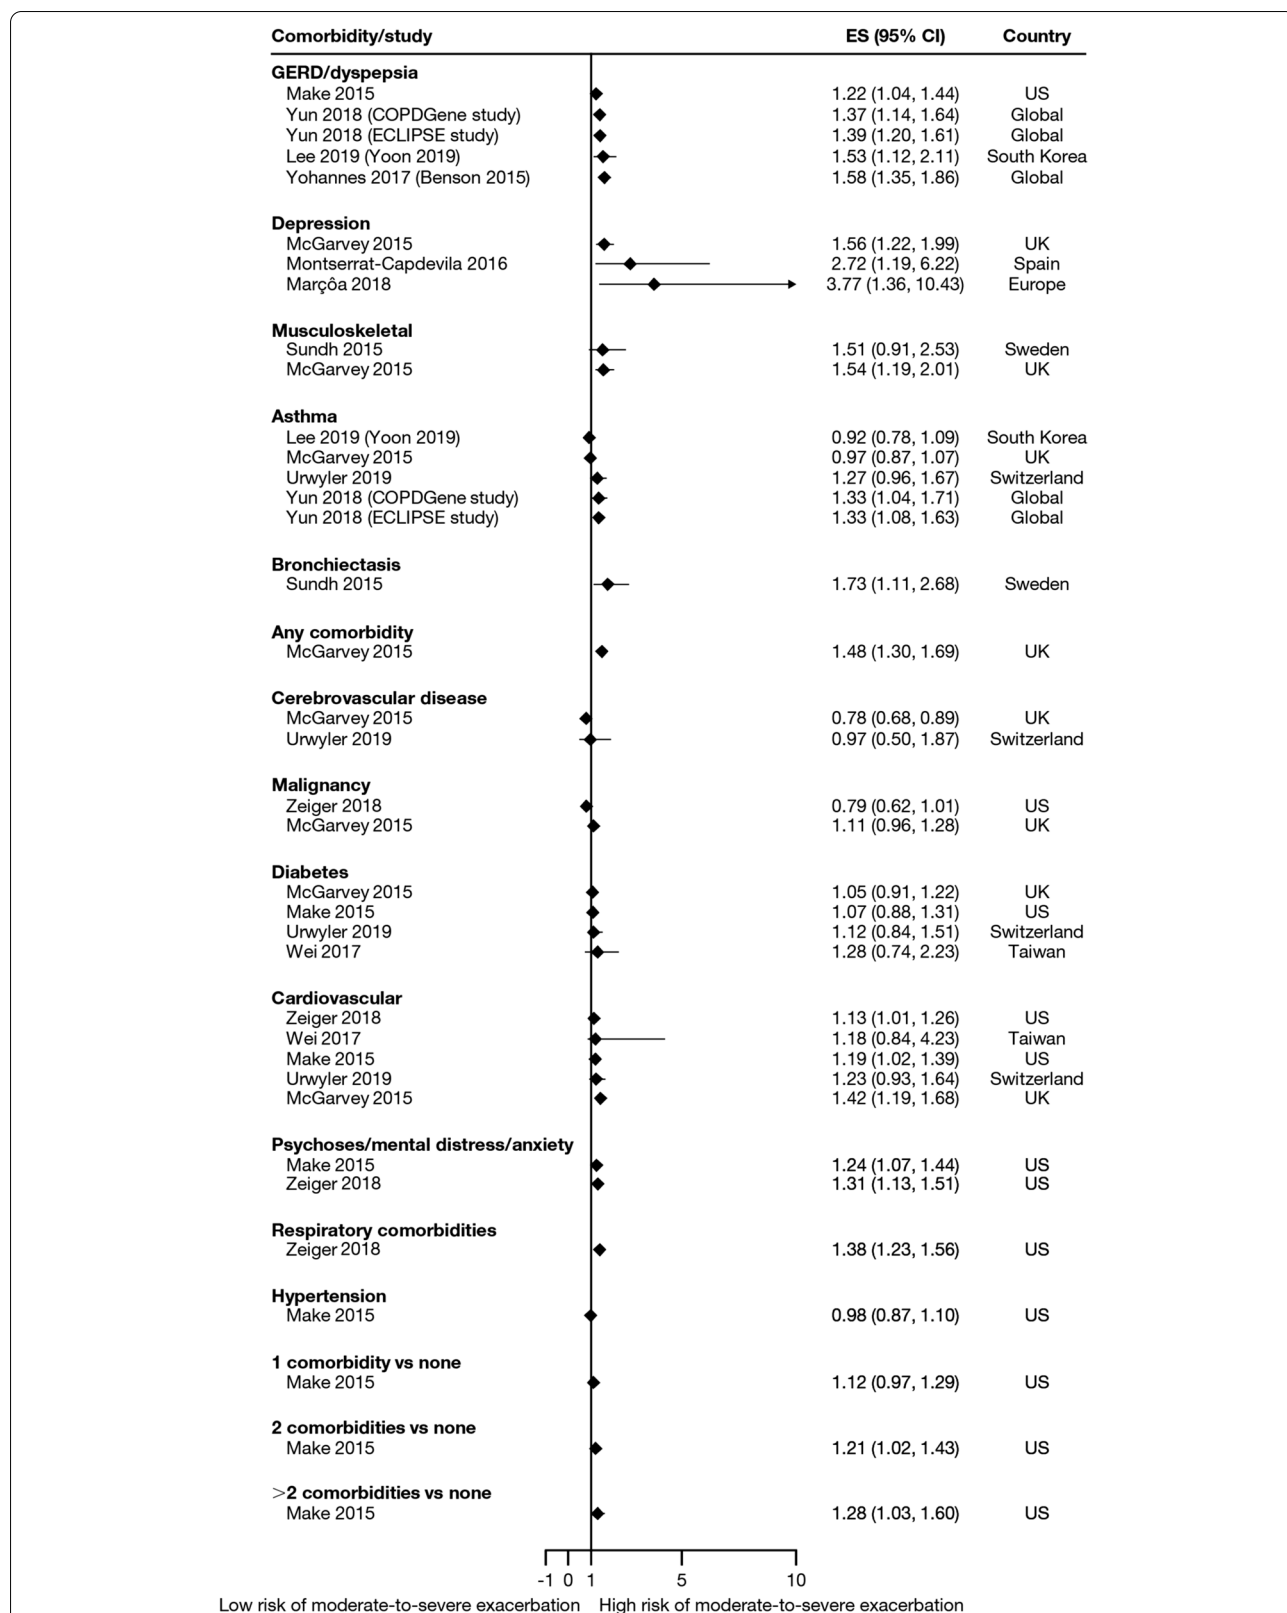 Comorbidity/study ES (95% CI) Country
GERD/dyspepsia
Make 2015 1.22 (1.04, 1.44) US
Yun 2018 (COPDGene study) 1.37 (1.14, 1.64) Global
Yun 2018 (ECLIPSE study) 1.39 (1.20, 1.61) Global
Lee 2019 (Yoon 2019) 1.53 (1.12, 2.11) South Korea
Yohannes 2017 (Benson 2015) 1.58 (1.35, 1.86) Global
Depression
McGarvey 2015 1.56 (1.22, 1.99) UK
Montserrat-Capdevila 2016 2.72 (1.19, 6.22) Spain
Marçôa 2018 3.77 (1.36, 10.43) Europe
Musculoskeletal
Sundh 2015 1.51 (0.91, 2.53) Sweden
McGarvey 2015 1.54 (1.19, 2.01) UK
Asthma
Lee 2019 (Yoon 2019) 0.92 (0.78, 1.09) South Korea
McGarvey 2015 0.97 (0.87, 1.07) UK
Urwyler 2019 1.27 (0.96, 1.67) Switzerland
Yun 2018 (COPDGene study) 1.33 (1.04, 1.71) Global
Yun 2018 (ECLIPSE study) 1.33 (1.08, 1.63) Global
Bronchiectasis
Sundh 2015 1.73 (1.11, 2.68) Sweden
Any comorbidity
McGarvey 2015 1.48 (1.30, 1.69) UK
Cerebrovascular disease
McGarvey 2015 0.78 (0.68, 0.89) UK
Urwyler 2019 0.97 (0.50, 1.87) Switzerland
Malignancy
Zeiger 2018 0.79 (0.62, 1.01) US
McGarvey 2015 1.11 (0.96, 1.28) UK
Diabetes
McGarvey 2015 1.05 (0.91, 1.22) UK
Make 2015 1.07 (0.88, 1.31) US
Urwyler 2019 1.12 (0.84, 1.51) Switzerland
Wei 2017 1.28 (0.74, 2.23) Taiwan
Cardiovascular
Zeiger 2018 1.13 (1.01, 1.26) US
Wei 2017 1.18 (0.84, 4.23) Taiwan
Make 2015 1.19 (1.02, 1.39) US
Urwyler 2019 1.23 (0.93, 1.64) Switzerland
McGarvey 2015 1.42 (1.19, 1.68) UK
Psychoses/mental distress/anxiety
Make 2015 1.24 (1.07, 1.44) US
Zeiger 2018 1.31 (1.13, 1.51) US
Respiratory comorbidities
Zeiger 2018 1.38 (1.23, 1.56) US
Hypertension
Make 2015 0.98 (0.87, 1.10) US
1 comorbidity vs none
Make 2015 1.12 (0.97, 1.29) US
2 comorbidities vs none
Make 2015 1.21 (1.02, 1.43) US
>2 comorbidities vs none
Make 2015 1.28 (1.03, 1.60) US
-1 0 1 5 10
Low risk of moderate-to-severe exacerbation High risk of moderate-to-severe exacerbation